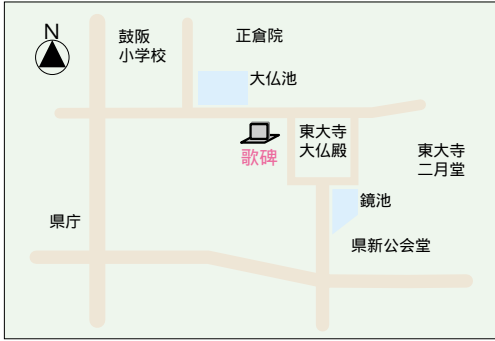 N
鼓阪
小学校
正倉院
大仏池
東大寺
大仏殿
歌碑
東大寺
二月堂
鏡池
県庁
県新公会堂